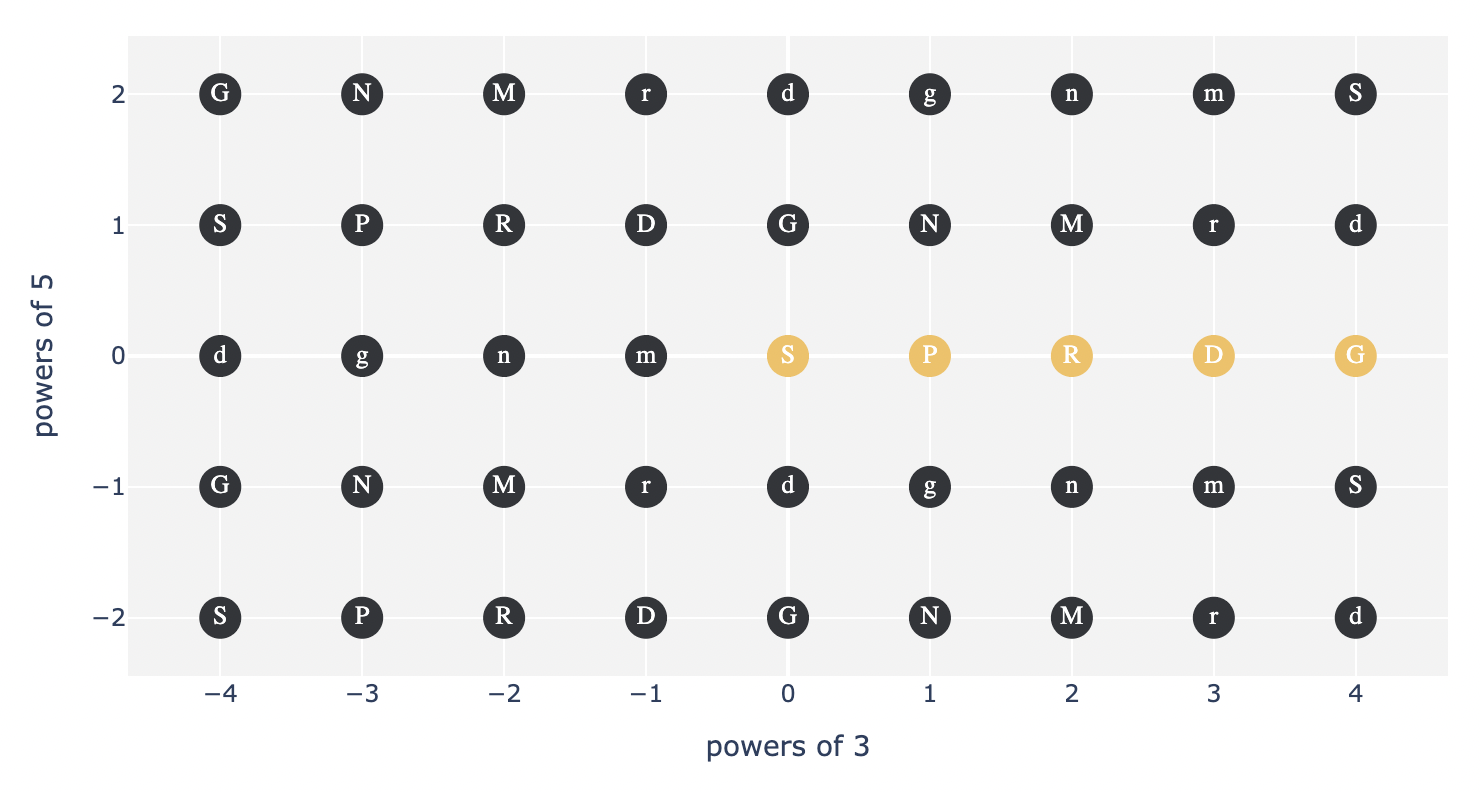 2 G N M r d g n m S
1 S P R D G N M r d
0 d g n m S P R D G
−1 G N M r d g n m S
−2 S P R D G N M r d
−4 −3 −2 −1 0 1 2 3 4
powers of 3
powers of 5